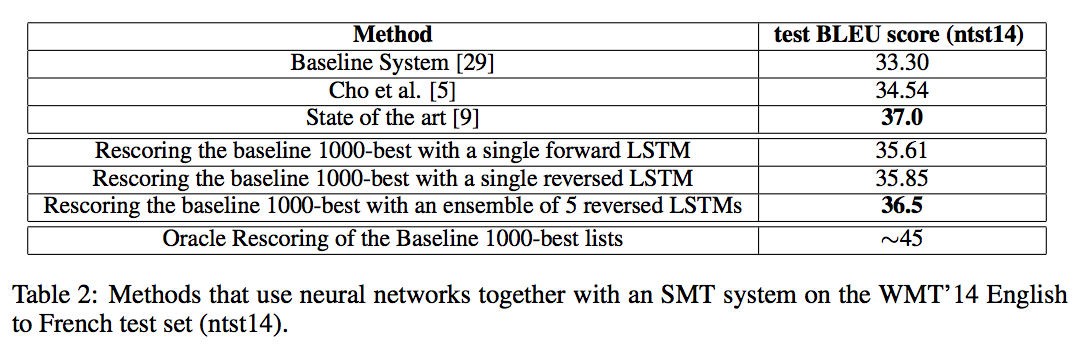 Method test BLEU score (ntst14)
Baseline System [29] 33.30
Cho et al. [5] 34.54
State of the art [9] 37.0
Rescoring the baseline 1000-best with a single forward LSTM 35.61
Rescoring the baseline 1000-best with a single reversed LSTM 35.85
Rescoring the baseline 1000-best with an ensemble of 5 reversed LSTMs 36.5
Oracle Rescoring of the Baseline 1000-best lists ∼45
Table 2: Methods that use neural networks together with an SMT system on the WMT’14 English
to French test set (ntst14).